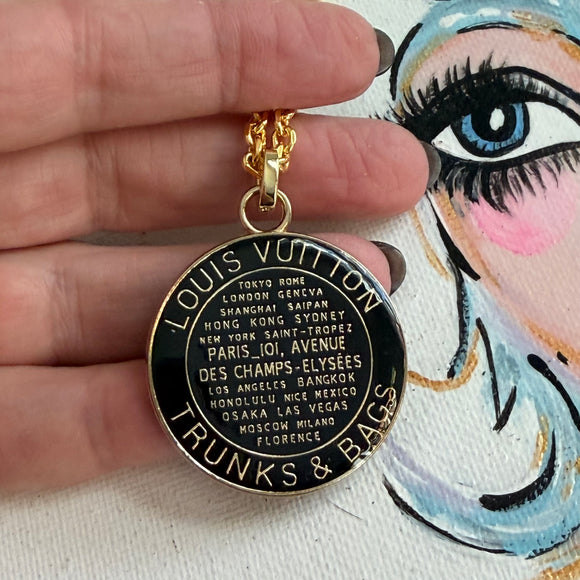 LOUIS VUITTON
TOKYO ROME
LONDON GENEVA
SHANGHAI SAIPAN
HONG KONG SYDNEY
NEW YORK SAINT-TROPEZ
PARIS_101, AVENUE
DES CHAMPS-ELYSÉES
LOS ANGELES BANGKOK
HONOLULU NICE MEXICO
OSAKA LAS VEGAS
MOSCOW MILANO
FLORENCE
TRUNKS & BAGS